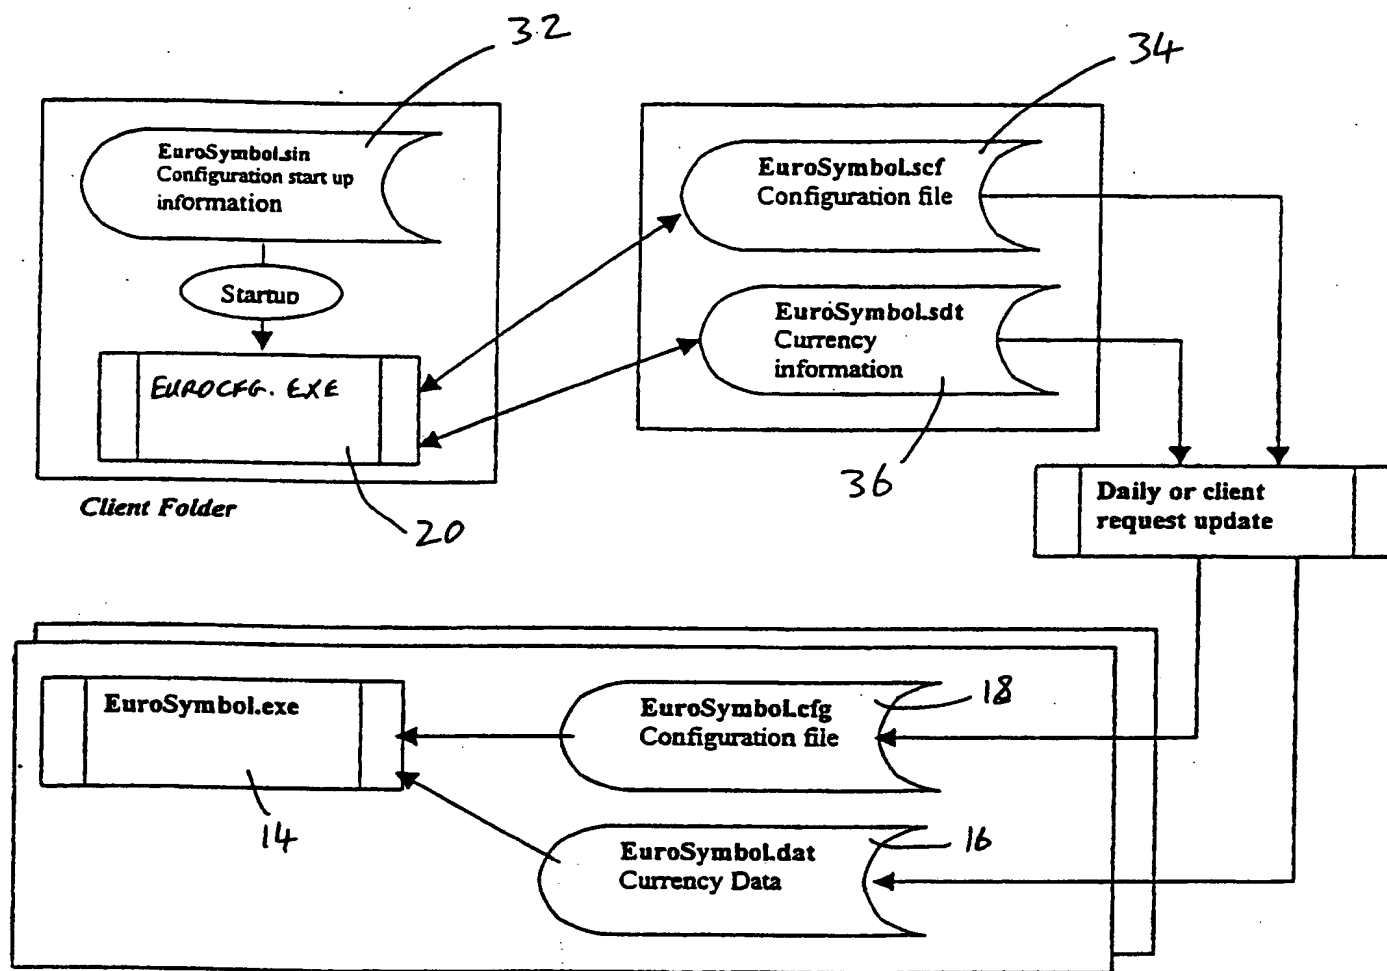 32
34
EuroSymbol.sin
Configuration start up
information
EuroSymbol.scf
Configuration file
Startup
EuroSymbol.sdt
Currency
information
EUROCFG. EXE
36
Client Folder
20
Daily or client
request update
EuroSymbol.exe
18
EuroSymbol.cfg
Configuration file
14
16
EuroSymbol.dat
Currency Data